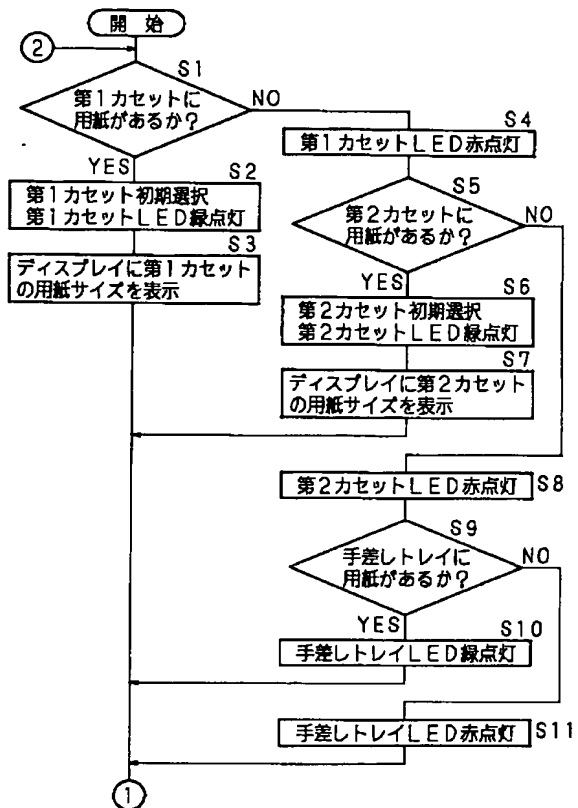 開始
②
S1
第1カセットに
用紙があるか?
NO
YES
S2
第1カセット初期選択
第1カセットLED緑点灯
S3
ディスプレイに第1カセット
の用紙サイズを表示
S4
第1カセットLED赤点灯
S5
第2カセットに
用紙があるか?
NO
YES
S6
第2カセット初期選択
第2カセットLED緑点灯
S7
ディスプレイに第2カセット
の用紙サイズを表示
第2カセットLED赤点灯 S8
S9
手差しトレイに
用紙があるか?
NO
YES
S10
手差しトレイLED緑点灯
手差しトレイLED赤点灯 S11
①